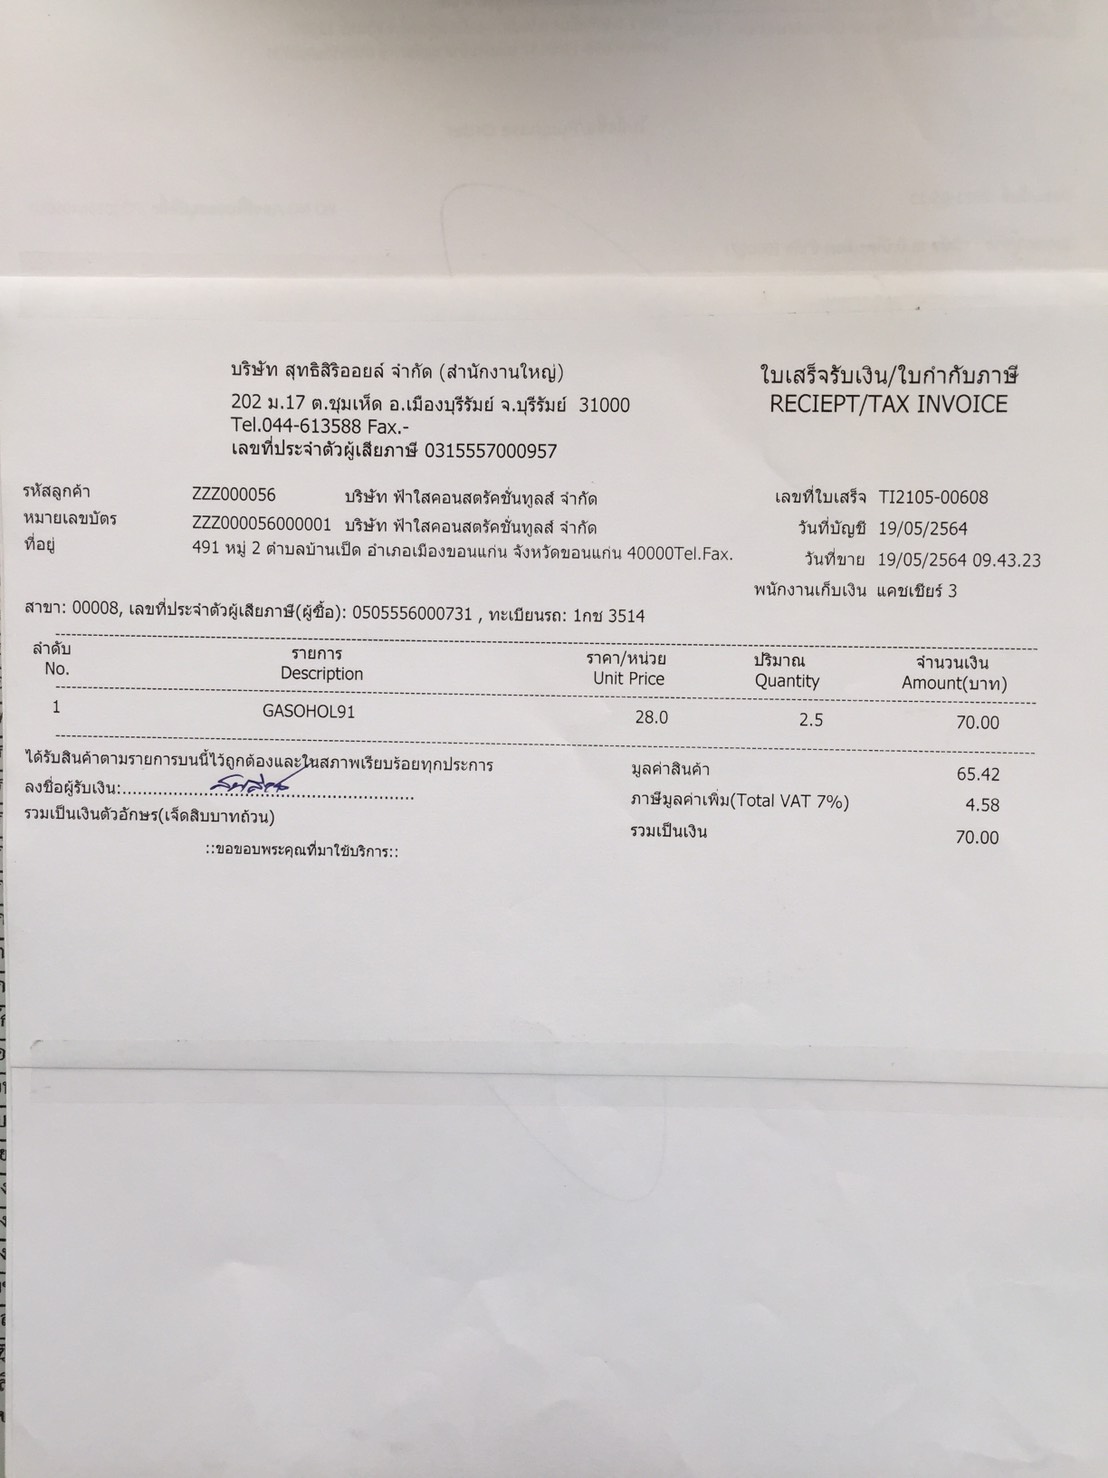 บริษัท สุทธิสิริออยล์ จำกัด (สำนักงานใหญ่)
202 ม.17 ต.ชุมเห็ด อ.เมืองบุรีรัมย์ จ.บุรีรัมย์ 31000
Tel.044-613588 Fax.-
เลขที่ประจำตัวผู้เสียภาษี 0315557000957
ใบเสร็จรับเงิน/ใบกำกับภาษี
RECIEPT/TAX INVOICE
รหัสลูกค้า ZZZ000056 บริษัท ฟ้าใสคอนสตรัคชั่นทูลส์ จำกัด
หมายเลขบัตร ZZZ000056000001 บริษัท ฟ้าใสคอนสตรัคชั่นทูลส์ จำกัด
ที่อยู่ 491 หมู่ 2 ตำบลบ้านเป็ด อำเภอเมืองขอนแก่น จังหวัดขอนแก่น 40000Tel.Fax.
เลขที่ใบเสร็จ TI2105-00608
วันที่บัญชี 19/05/2564
วันที่ขาย 19/05/2564 09.43.23
พนักงานเก็บเงิน แคชเชียร์ 3
สาขา: 00008, เลขที่ประจำตัวผู้เสียภาษี(ผู้ซื้อ): 0505556000731 , ทะเบียนรถ: 1กช 3514
ลำดับ รายการ ราคา/หน่วย ปริมาณ จำนวนเงิน
No. Description Unit Price Quantity Amount(บาท)
1 GASOHOL91 28.0 2.5 70.00
ได้รับสินค้าตามรายการบนนี้ไว้ถูกต้องและในสภาพเรียบร้อยทุกประการ
ลงชื่อผู้รับเงิน:
รวมเป็นเงินตัวอักษร(เจ็ดสิบบาทถ้วน)
::ขอขอบพระคุณที่มาใช้บริการ::
มูลค่าสินค้า 65.42
ภาษีมูลค่าเพิ่ม(Total VAT 7%) 4.58
รวมเป็นเงิน 70.00